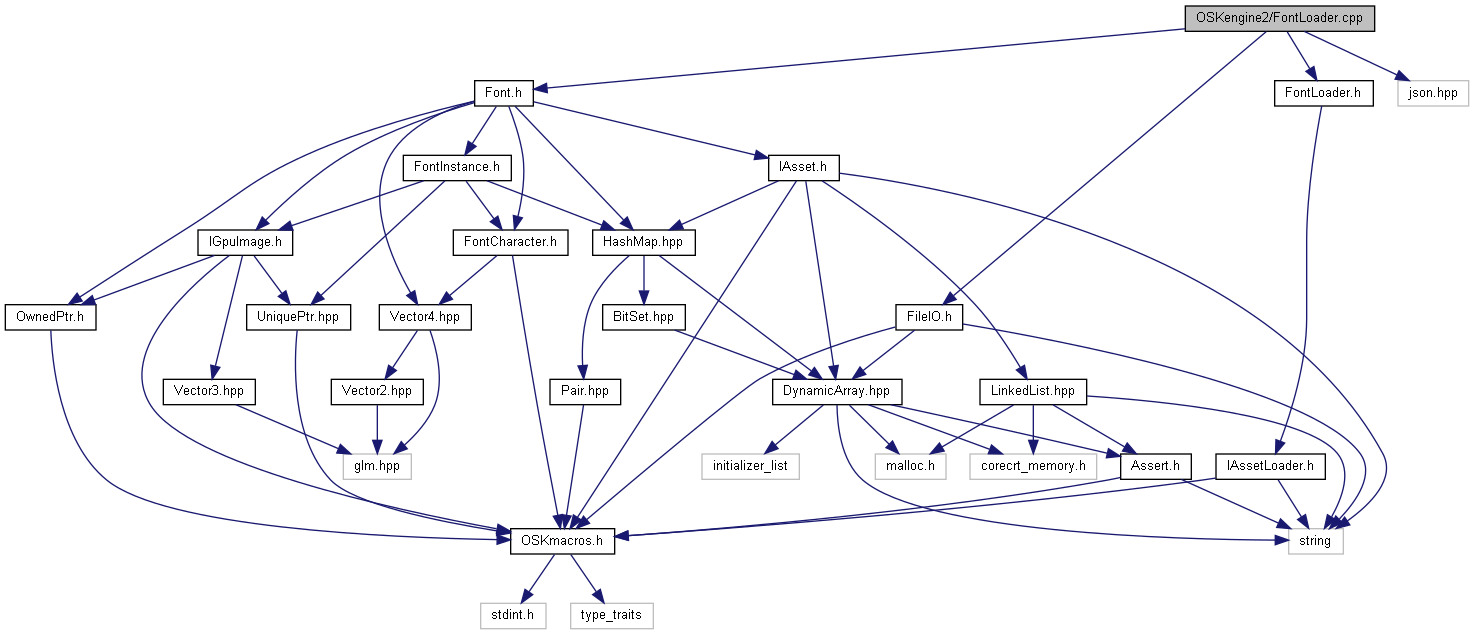 OSKengine2/FontLoader.cpp
Font.h
FontLoader.h
json.hpp
FontInstance.h
IAsset.h
IGpuImage.h
FontCharacter.h
HashMap.hpp
OwnedPtr.h
UniquePtr.hpp
Vector4.hpp
BitSet.hpp
FileIO.h
Vector3.hpp
Vector2.hpp
Pair.hpp
DynamicArray.hpp
LinkedList.hpp
glm.hpp
initializer_list
malloc.h
corecrt_memory.h
Assert.h
IAssetLoader.h
OSKmacros.h
string
stdint.h
type_traits